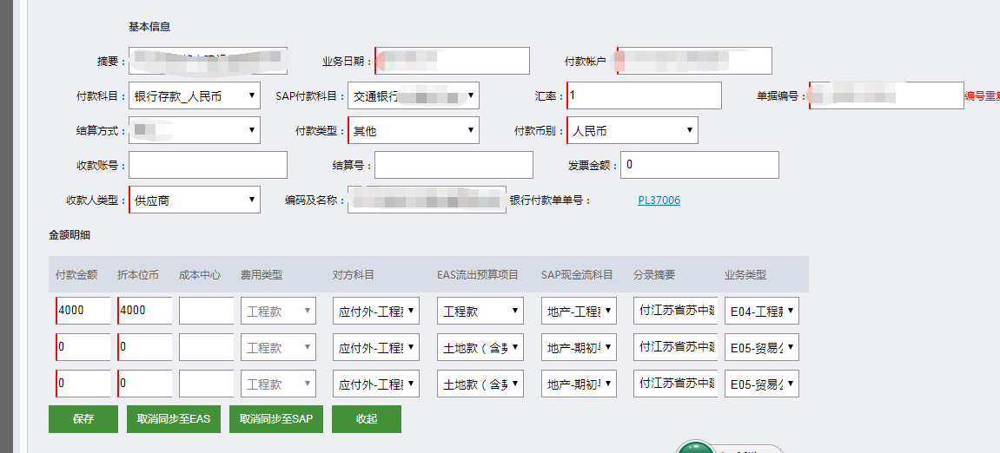 基本信息
摘要： 业务日期： 付款帐户
付款科目： 银行存款_人民币 SAP付款科目： 交通银行 汇率： 1 单据编号： 编号重复
结算方式： 付款类型： 其他 付款币别： 人民币
收款账号： 结算号： 发票金额： 0
收款人类型： 供应商 编码及名称： 银行付款单单号： PL37006
金额明细
付款金额 折本位币 成本中心 费用类型 对方科目 EAS流出预算项目 SAP现金流科目 分录摘要 业务类型
4000 4000 工程款 应付外-工程 工程款 地产-工程 付江苏省苏中建 E04-工程
0 0 工程款 应付外-工程 土地款（含 地产-期初 付江苏省苏中建 E05-贸易
0 0 工程款 应付外-工程 土地款（含 地产-期初 付江苏省苏中建 E05-贸易
保存 取消同步至EAS 取消同步至SAP 收起